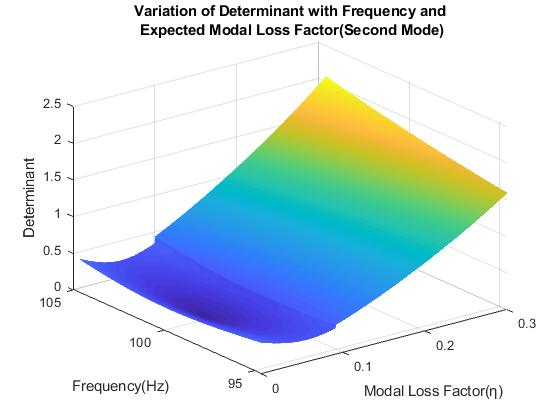 Variation of Determinant with Frequency and
Expected Modal Loss Factor(Second Mode)
2.5
2
1.5
1
0.5
0
Determinant
105
100
95
Frequency(Hz)
0
0.1
0.2
0.3
Modal Loss Factor(η)